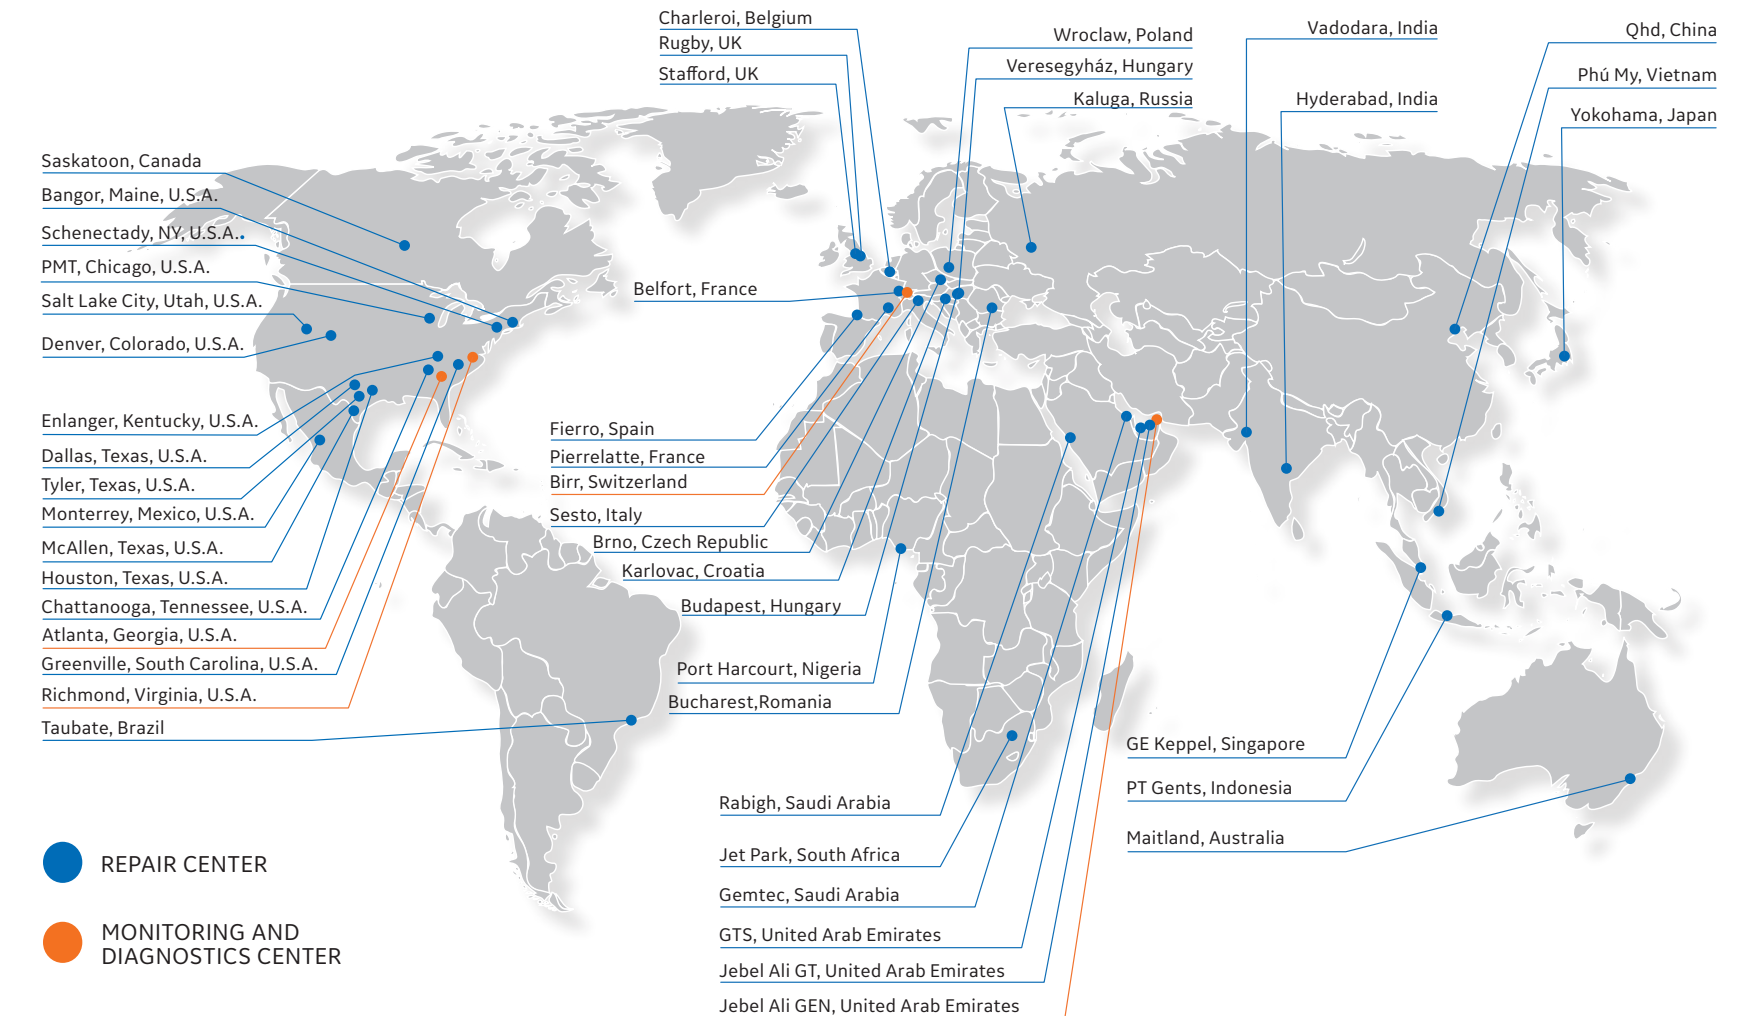 Charleroi, Belgium
Rugby, UK
Stafford, UK
Wroclaw, Poland
Veresegyház, Hungary
Kaluga, Russia
Vadodara, India
Hyderabad, India
Qhd, China
Phú My, Vietnam
Yokohama, Japan
Saskatoon, Canada
Bangor, Maine, U.S.A.
Schenectady, NY, U.S.A.
PMT, Chicago, U.S.A.
Salt Lake City, Utah, U.S.A.
Denver, Colorado, U.S.A.
Enlanger, Kentucky, U.S.A.
Dallas, Texas, U.S.A.
Tyler, Texas, U.S.A.
Monterrey, Mexico, U.S.A.
McAllen, Texas, U.S.A.
Houston, Texas, U.S.A.
Chattanooga, Tennessee, U.S.A.
Atlanta, Georgia, U.S.A.
Greenville, South Carolina, U.S.A.
Richmond, Virginia, U.S.A.
Taubate, Brazil
Belfort, France
Fierro, Spain
Pierrelatte, France
Birr, Switzerland
Sesto, Italy
Brno, Czech Republic
Karlovac, Croatia
Budapest, Hungary
Port Harcourt, Nigeria
Bucharest,Romania
Rabigh, Saudi Arabia
Jet Park, South Africa
Gemtec, Saudi Arabia
GTS, United Arab Emirates
Jebel Ali GT, United Arab Emirates
Jebel Ali GEN, United Arab Emirates
GE Keppel, Singapore
PT Gents, Indonesia
Maitland, Australia
REPAIR CENTER
MONITORING AND
DIAGNOSTICS CENTER